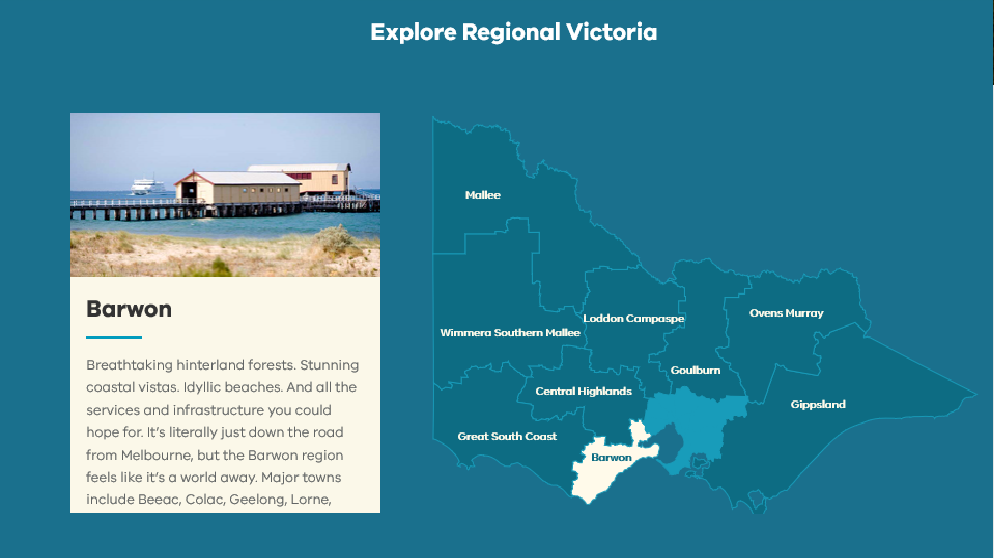 Explore Regional Victoria
Barwon
Breathtaking hinterland forests. Stunning
coastal vistas. Idyllic beaches. And all the
services and infrastructure you could
hope for. It's literally just down the road
from Melbourne, but the Barwon region
feels like it's a world away. Major towns
include Beeac, Colac, Geelong, Lorne,
Mallee
Wimmera Southern Mallee
Loddon Campaspe
Ovens Murray
Goulburn
Central Highlands
Gippsland
Great South Coast
Barwon